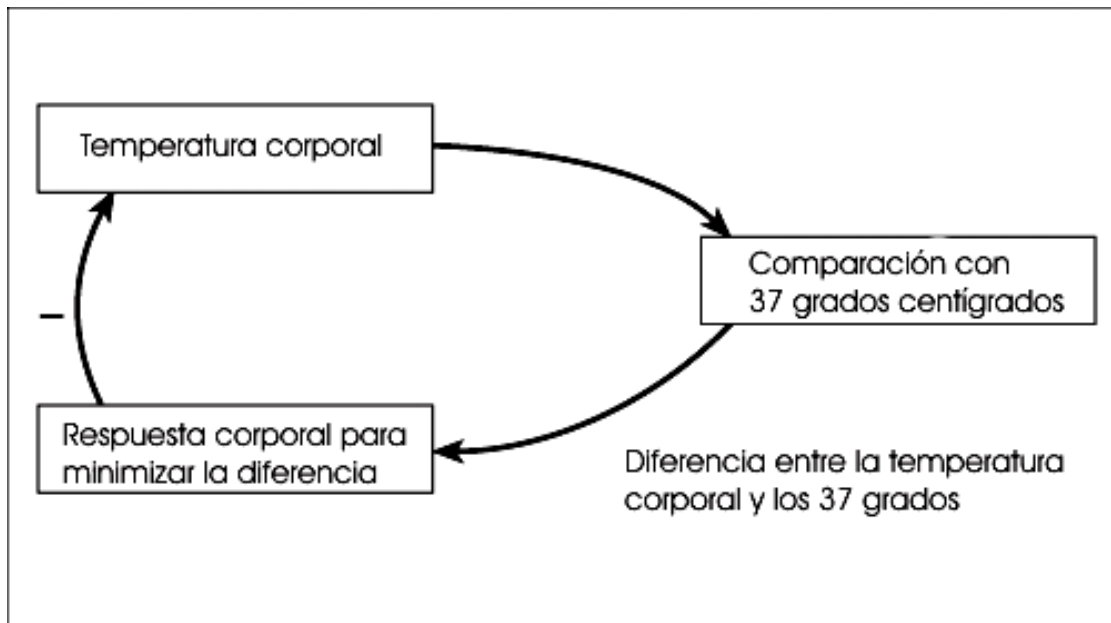 Temperatura corporal
Comparación con
37 grados centígrados
–
Respuesta corporal para
minimizar la diferencia
Diferencia entre la temperatura
corporal y los 37 grados